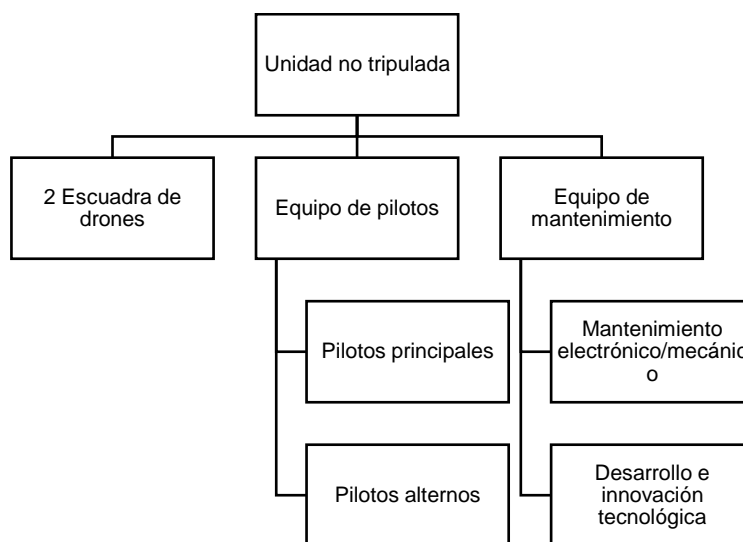 Unidad no tripulada
2 Escuadra de
drones
Equipo de pilotos
Equipo de
mantenimiento
Pilotos principales
Mantenimiento
electrónico/mecánic
o
Pilotos alternos
Desarrollo e
innovación
tecnológica